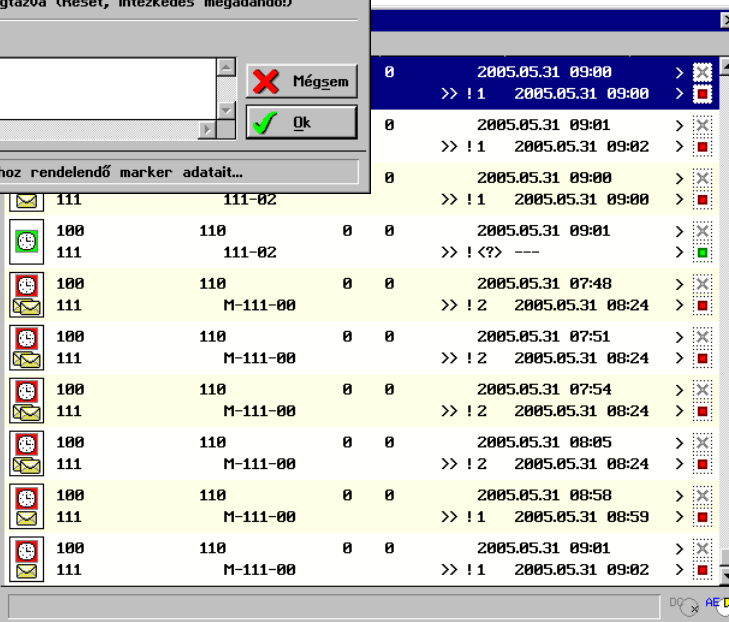 (Reset, intézkedés megadandó!)
Mégsem
Ok
rendelendő marker adatait...
0 2005.05.31 09:00 >
>> ! 1 2005.05.31 09:00 >
0 2005.05.31 09:01 >
>> ! 1 2005.05.31 09:02 >
0 2005.05.31 09:00 >
111 111-02 >> ! 1 2005.05.31 09:00 >
100 110 0 0 2005.05.31 09:01 >
111 111-02 >> ! <?> --- >
100 110 0 0 2005.05.31 07:48 >
111 M-111-00 >> ! 2 2005.05.31 08:24 >
100 110 0 0 2005.05.31 07:51 >
111 M-111-00 >> ! 2 2005.05.31 08:24 >
100 110 0 0 2005.05.31 07:54 >
111 M-111-00 >> ! 2 2005.05.31 08:24 >
100 110 0 0 2005.05.31 08:05 >
111 M-111-00 >> ! 2 2005.05.31 08:24 >
100 110 0 0 2005.05.31 08:58 >
111 M-111-00 >> ! 1 2005.05.31 08:59 >
100 110 0 0 2005.05.31 09:01 >
111 M-111-00 >> ! 1 2005.05.31 09:02 >